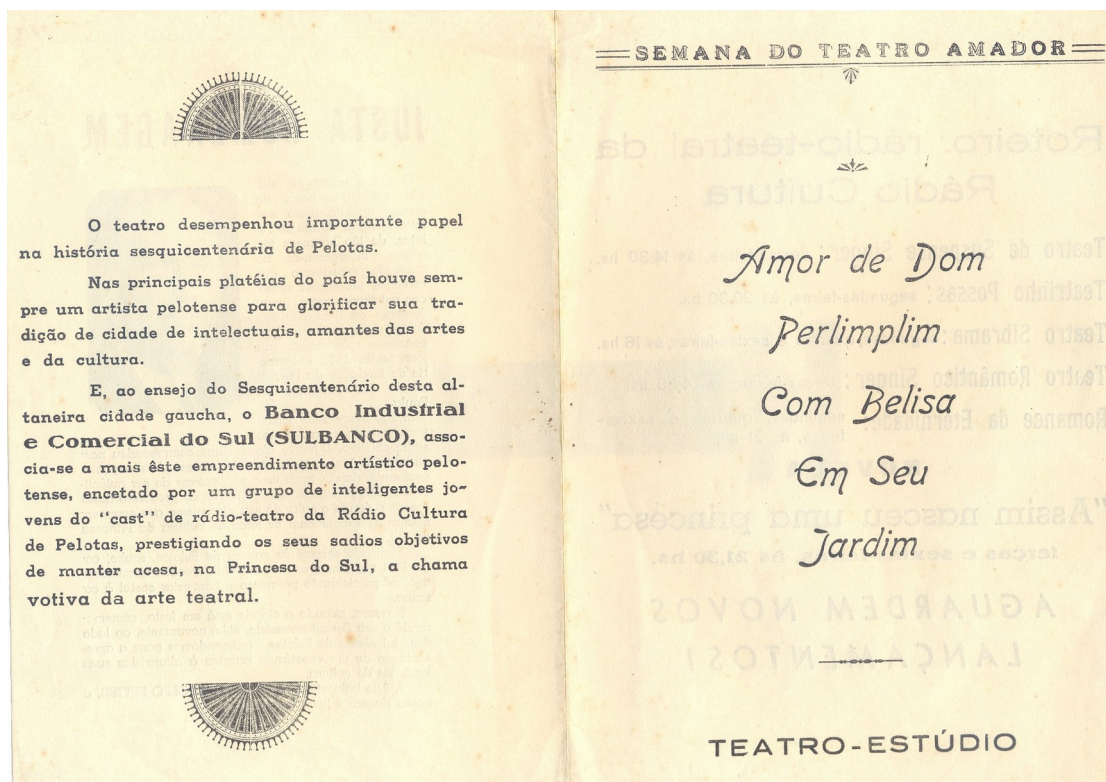 O teatro desempenhou importante papel
na história sesquicentenária de Pelotas.
Nas principais platéias do país houve sem-
pre um artista pelotense para glorificar sua tra-
dição de cidade de intelectuais, amantes das artes
e da cultura.
E, ao ensejo do Sesquicentenário desta al-
taneira cidade gaucha, o Banco Industrial
e Comercial do Sul (SULBANCO), asso-
cia-se a mais êste empreendimento artístico pelo-
tense, encetado por um grupo de inteligentes jo-
vens do "cast" de rádio-teatro da Rádio Cultura
de Pelotas, prestigiando os seus sadios objetivos
de manter acesa, na Princesa do Sul, a chama
votiva da arte teatral.
SEMANA DO TEATRO AMADOR
Amor de Dom
Perlimplim
Com Belisa
Em Seu
Jardim
TEATRO-ESTÚDIO